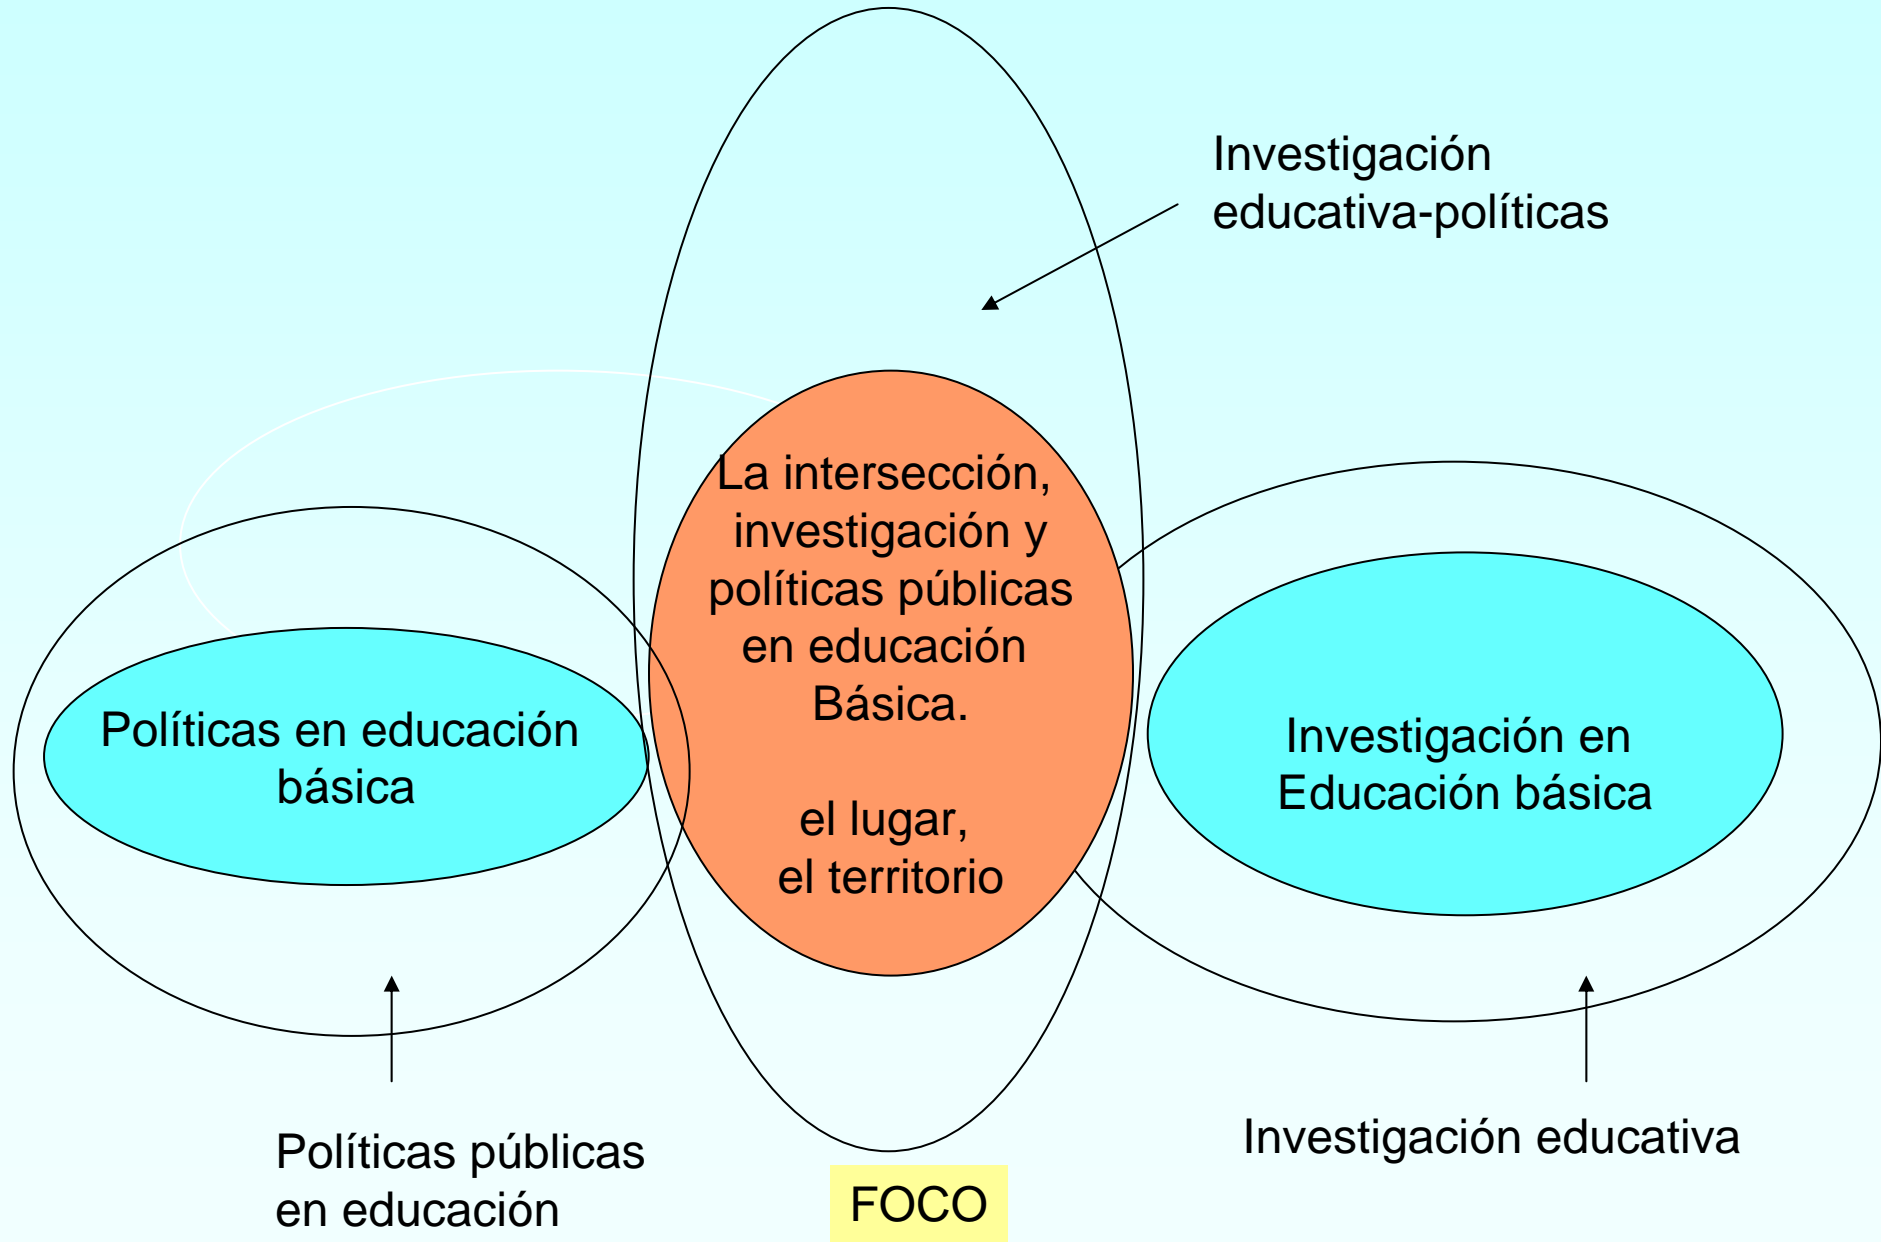 Investigación
educativa-políticas
La intersección,
investigación y
políticas públicas
en educación
Básica.
el lugar,
el territorio
Políticas en educación
básica
Investigación en
Educación básica
Políticas públicas
en educación
Investigación educativa
FOCO